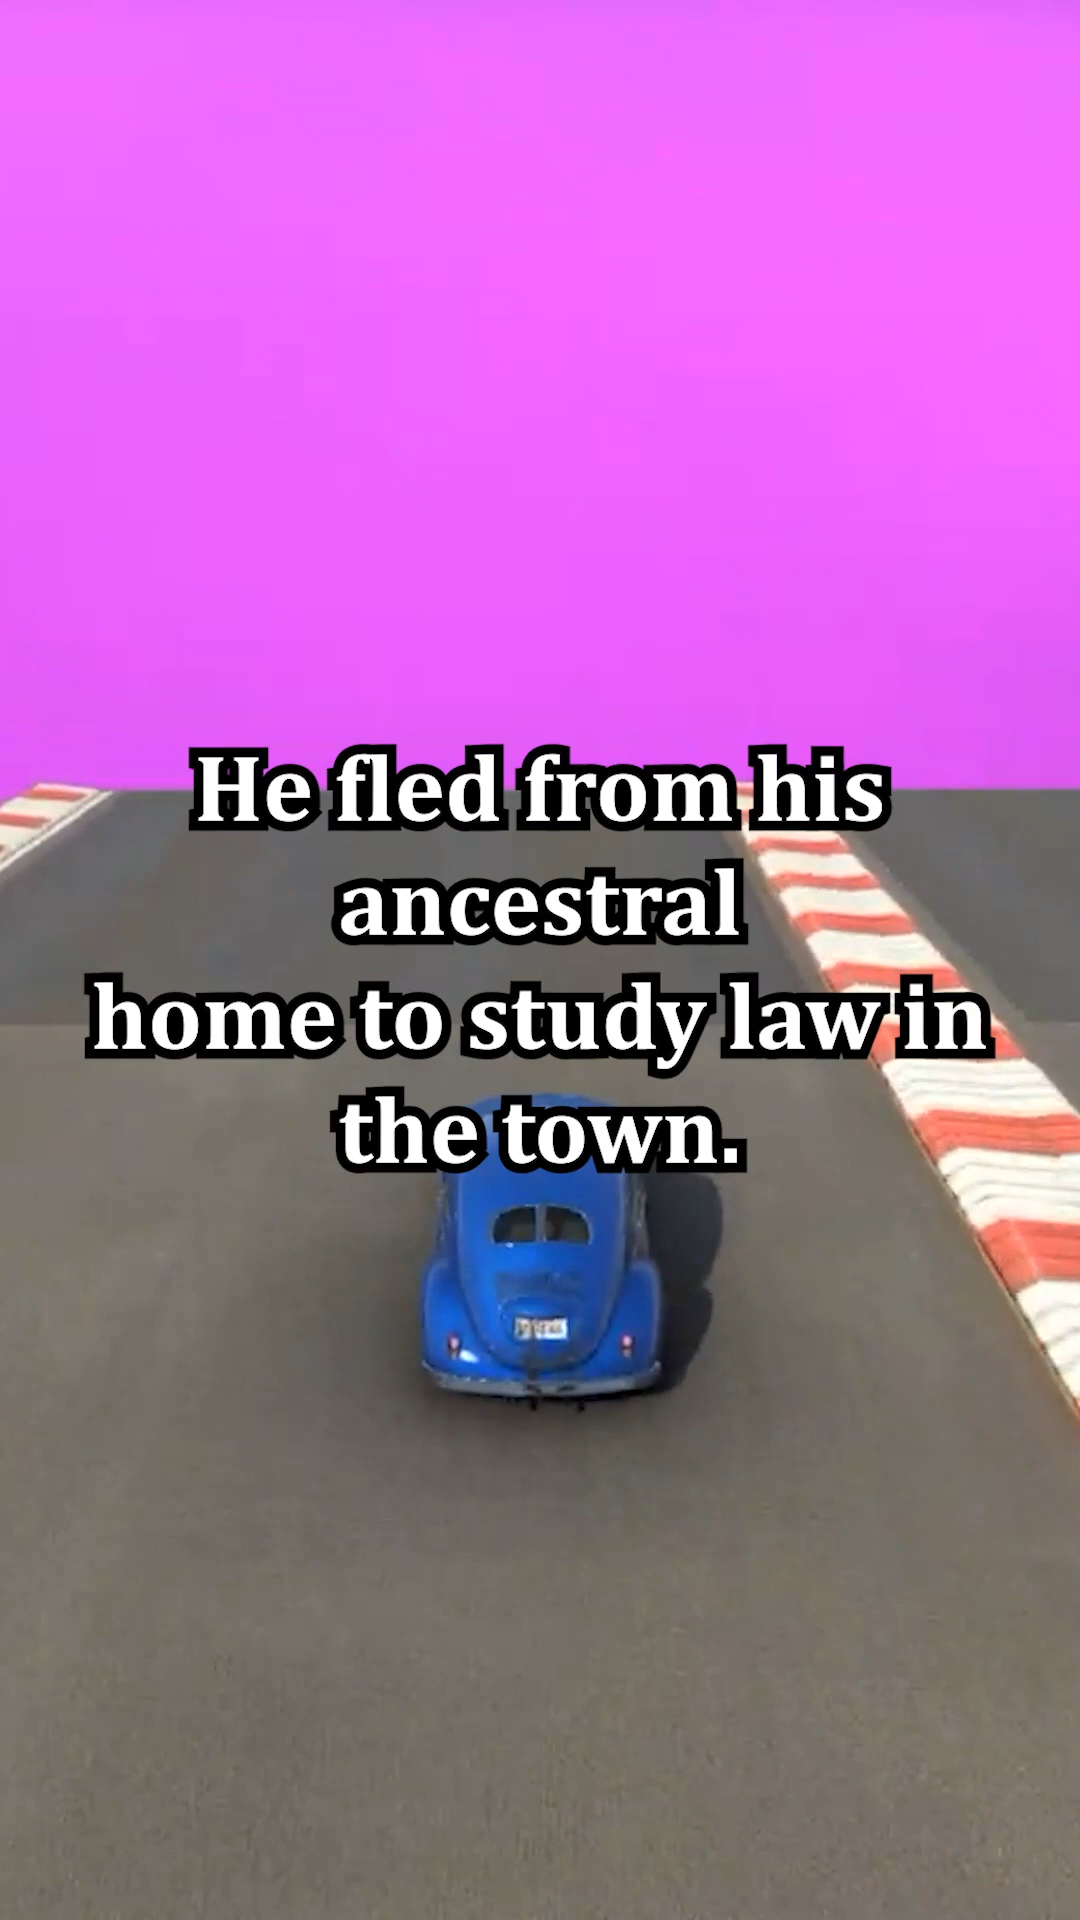 He fled from his
ancestral
home to study law in
the town.